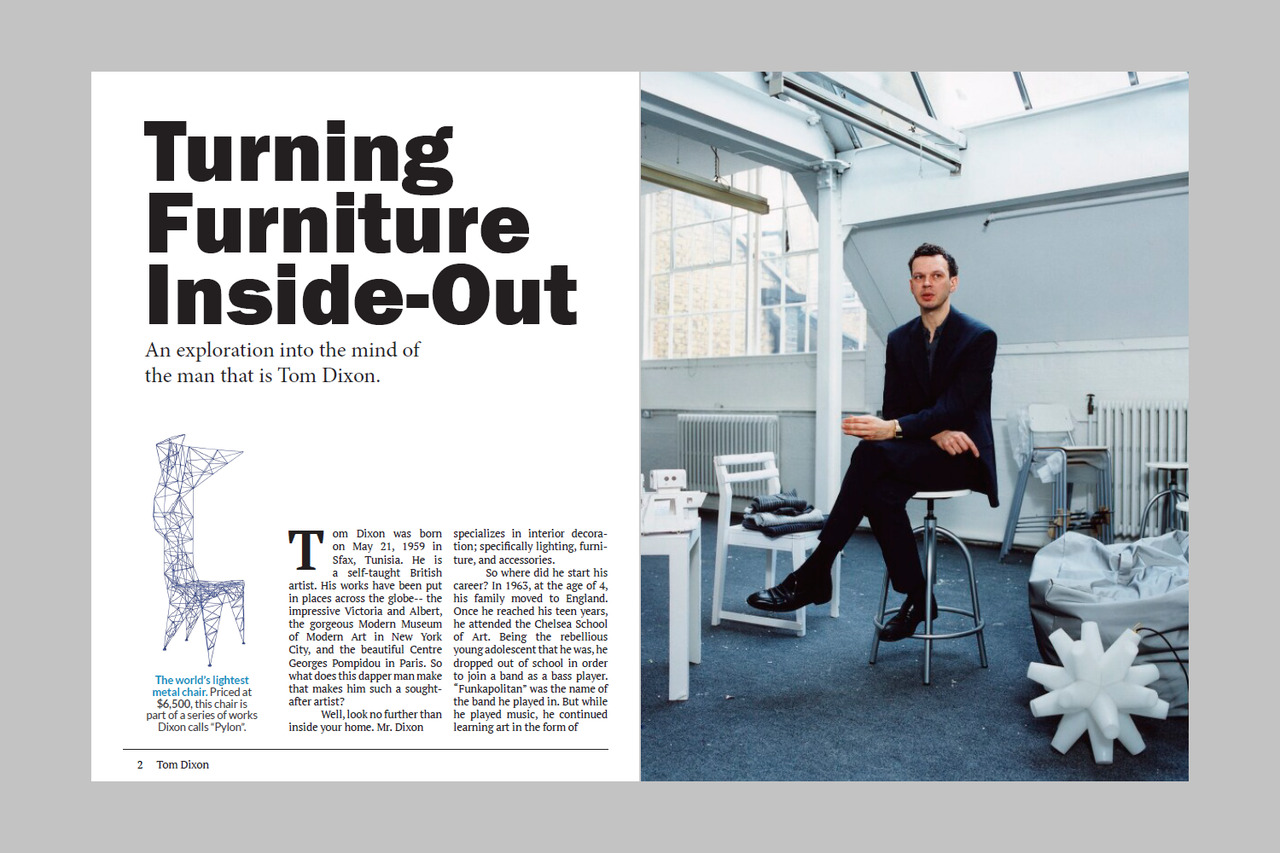 Turning
Furniture
Inside-Out
An exploration into the mind of
the man that is Tom Dixon.
The world's lightest
metal chair. Priced at
$6,500, this chair is
part of a series of works
Dixon calls "Pylon".
Tom Dixon was born
on May 21, 1959 in
Sfax, Tunisia. He is
a self-taught British
artist. His works have been put
in places across the globe-- the
impressive Victoria and Albert,
the gorgeous Modern Museum
of Modern Art in New York
City, and the beautiful Centre
Georges Pompidou in Paris. So
what does this dapper man make
that makes him such a sought-
after artist?
Well, look no further than
inside your home. Mr. Dixon
specializes in interior decora-
tion; specifically lighting, furni-
ture, and accessories.
So where did he start his
career? In 1963, at the age of 4,
his family moved to England.
Once he reached his teen years,
he attended the Chelsea School
of Art. Being the rebellious
young adolescent that he was, he
dropped out of school in order
to join a band as a bass player.
“Funkapolitan” was the name of
the band he played in. But while
he played music, he continued
learning art in the form of
2 Tom Dixon